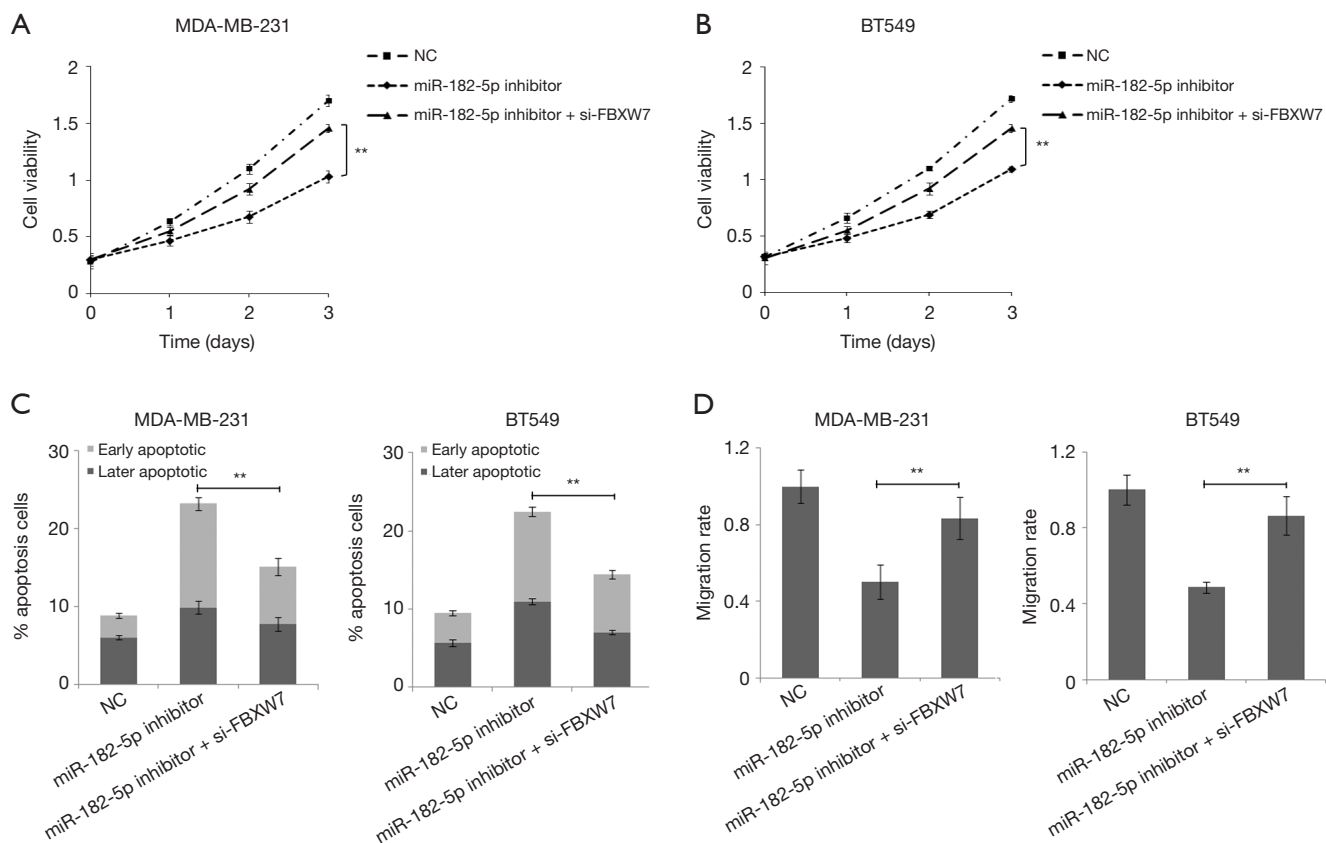 A
MDA-MB-231
NC
miR-182-5p inhibitor
miR-182-5p inhibitor + si-FBXW7
2
1.5
1
0.5
0
Cell viability
**
0 1 2 3
Time (days)
B
BT549
NC
miR-182-5p inhibitor
miR-182-5p inhibitor + si-FBXW7
2
1.5
1
0.5
0
Cell viability
**
0 1 2 3
Time (days)
C
MDA-MB-231
Early apoptotic
Later apoptotic
30
20
10
0
% apoptosis cells
**
NC
miR-182-5p inhibitor
miR-182-5p inhibitor + si-FBXW7
BT549
Early apoptotic
Later apoptotic
30
20
10
0
% apoptosis cells
**
NC
miR-182-5p inhibitor
miR-182-5p inhibitor + si-FBXW7
D
MDA-MB-231
1.2
0.8
0.4
0
Migration rate
**
NC
miR-182-5p inhibitor
miR-182-5p inhibitor + si-FBXW7
BT549
1.2
0.8
0.4
0
Migration rate
**
NC
miR-182-5p inhibitor
miR-182-5p inhibitor + si-FBXW7